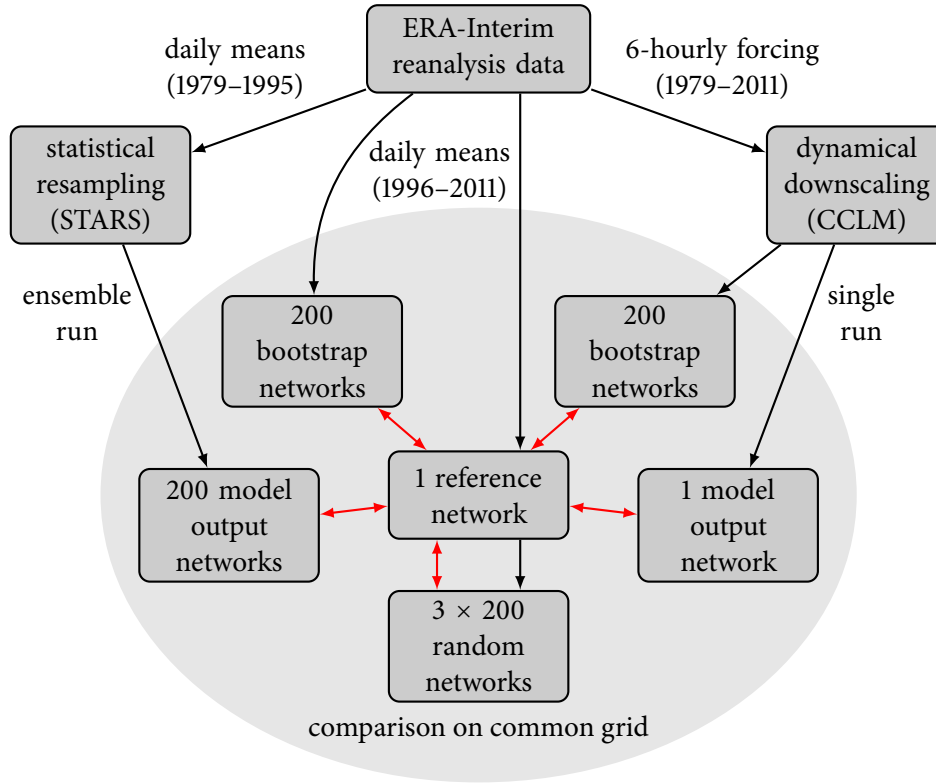 ERA-Interim
reanalysis data
daily means
(1979–1995)
6-hourly forcing
(1979–2011)
daily means
(1996–2011)
statistical
resampling
(STARS)
dynamical
downscaling
(CCLM)
ensemble
run
single
run
200
bootstrap
networks
200
bootstrap
networks
200 model
output
networks
1 reference
network
1 model
output
network
3 × 200
random
networks
comparison on common grid